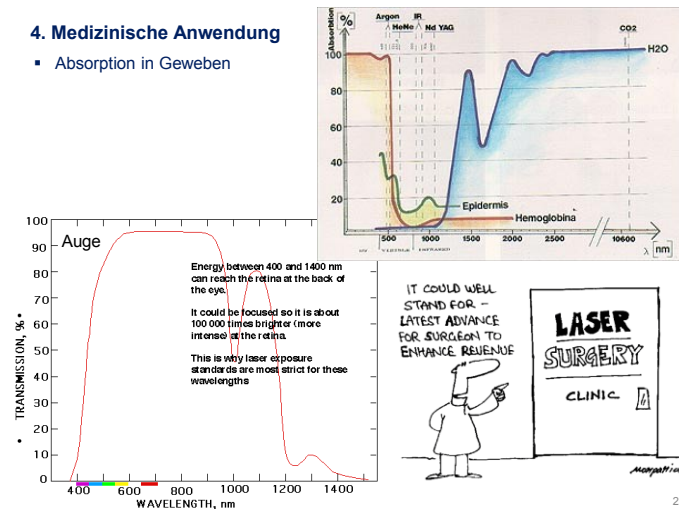 4. Medizinische Anwendung
▪ Absorption in Geweben
Absorbtion [%]
Argon IR
HeNe Nd YAG
CO2
100
80
60
40
20
H2O
Epidermis
Hemoglobina
500 1000 1500 2000 2500 10600
λ [nm]
100
90
80
70
60
50
40
30
20
10
0
TRANSMISSION, %
Auge
Energy between 400 and 1400 nm
can reach the retina at the back of
the eye.
It could be focused so it is about
100 000 times brighter (more
intense) at the retina.
This is why laser exposure
standards are most strict for these
wavelengths
400 600 800 1000 1200 1400
WAVELENGTH, nm
IT COULD WELL
STAND FOR –
LATEST ADVANCE
FOR SURGEON TO
ENHANCE REVENUE
LASER
SURGERY
CLINIC
2